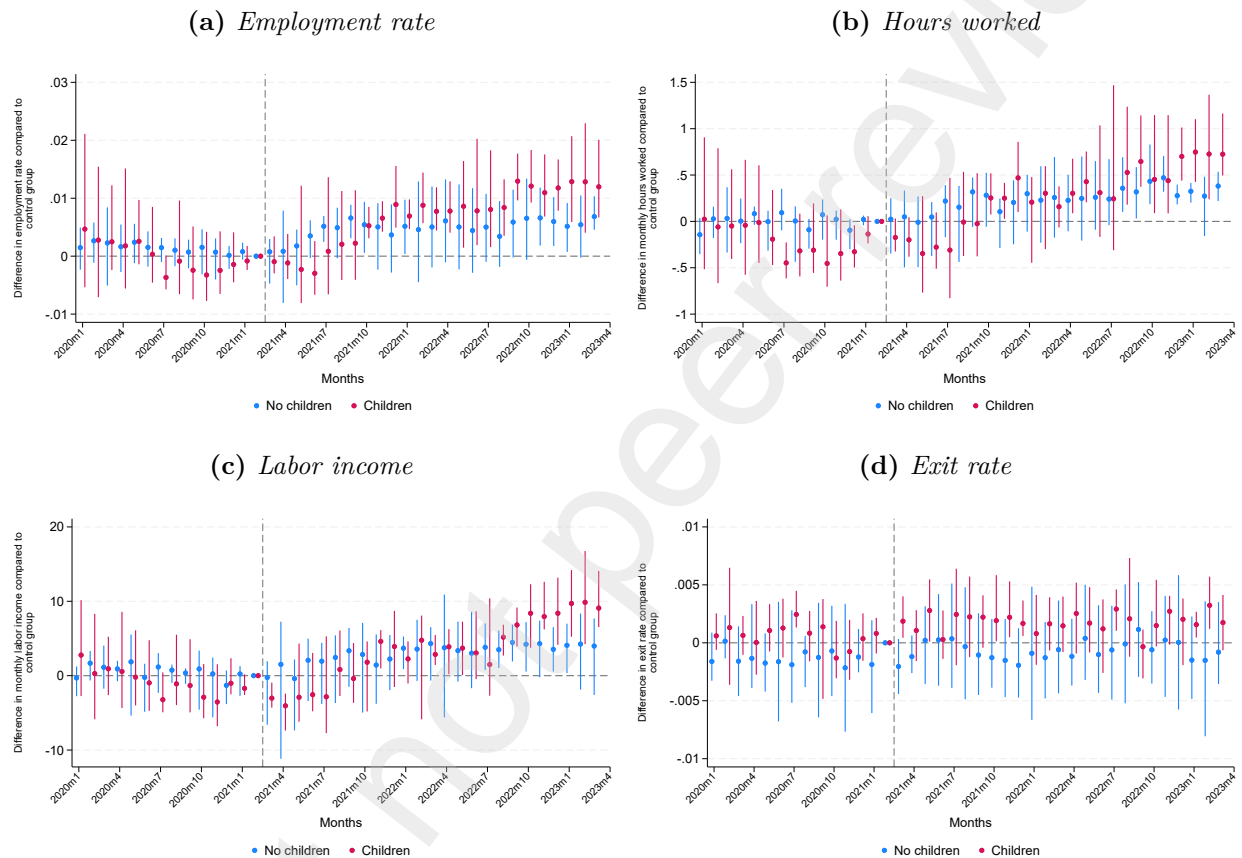 (a) Employment rate
Difference in employment rate compared to
control group
.03
.02
.01
0
-.01
2020m1
2020m4
2020m7
2020m10
2021m1
2021m4
2021m7
2021m10
2022m1
2022m4
2022m7
2022m10
2023m1
2023m4
Months
No children
Children
(b) Hours worked
Difference in monthly hours worked compared to
control group
1.5
1
.5
0
-.5
-1
2020m1
2020m4
2020m7
2020m10
2021m1
2021m4
2021m7
2021m10
2022m1
2022m4
2022m7
2022m10
2023m1
2023m4
Months
No children
Children
(c) Labor income
Difference in monthly labor income compared to
control group
20
10
0
-10
2020m1
2020m4
2020m7
2020m10
2021m1
2021m4
2021m7
2021m10
2022m1
2022m4
2022m7
2022m10
2023m1
2023m4
Months
No children
Children
(d) Exit rate
Difference in exit rate compared to
control group
.01
.005
0
-.005
-.01
2020m1
2020m4
2020m7
2020m10
2021m1
2021m4
2021m7
2021m10
2022m1
2022m4
2022m7
2022m10
2023m1
2023m4
Months
No children
Children
not peer review